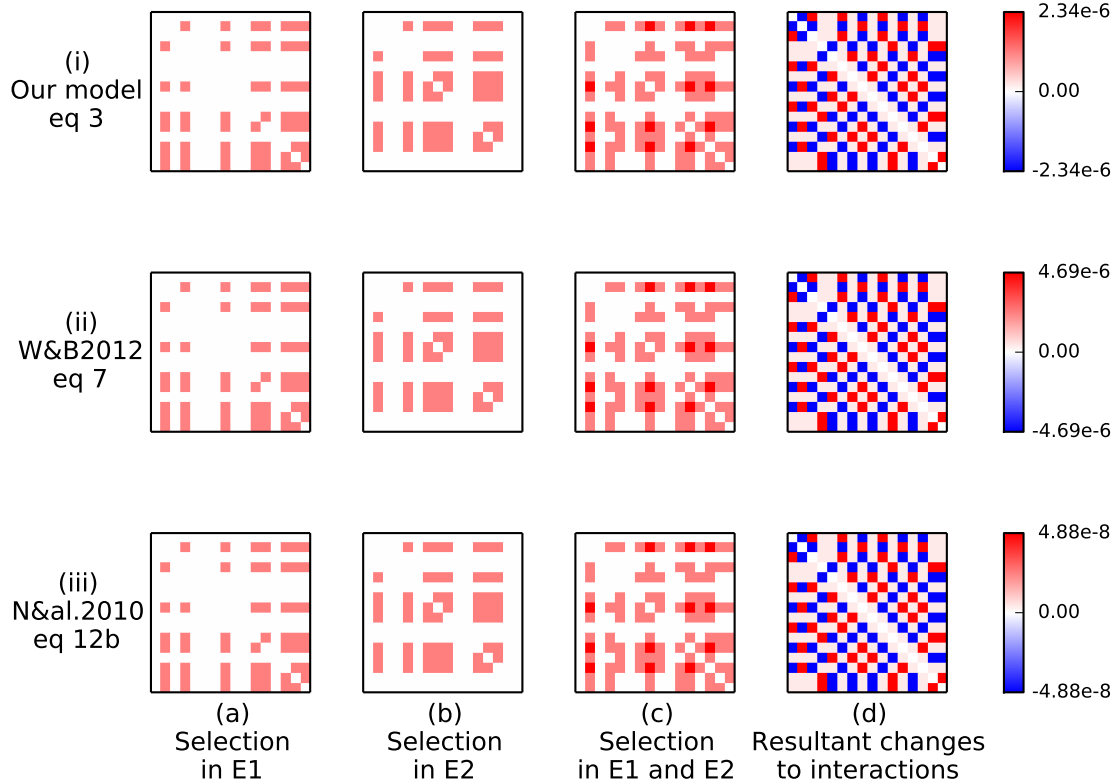 (i)
Our model
eq 3
2.34e-6
0.00
-2.34e-6
(ii)
W&B2012
eq 7
4.69e-6
0.00
-4.69e-6
(iii)
N&al.2010
eq 12b
4.88e-8
0.00
-4.88e-8
(a)
Selection
in E1
(b)
Selection
in E2
(c)
Selection
in E1 and E2
(d)
Resultant changes
to interactions